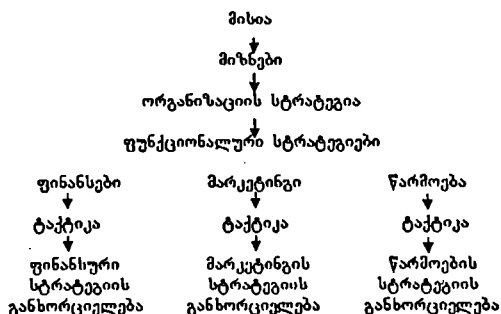 მისია
მიზნები
ორგანიზაციის სტრატეგია
ფუნქციონალური სტრატეგიები
ფინანსები მარკეტინგი წარმოება
ტაქტიკა ტაქტიკა ტაქტიკა
ფინანსური მარკეტინგის წარმოების
სტრატეგიის სტრატეგიის სტრატეგიის
განხორციელება განხორციელება განხორციელება